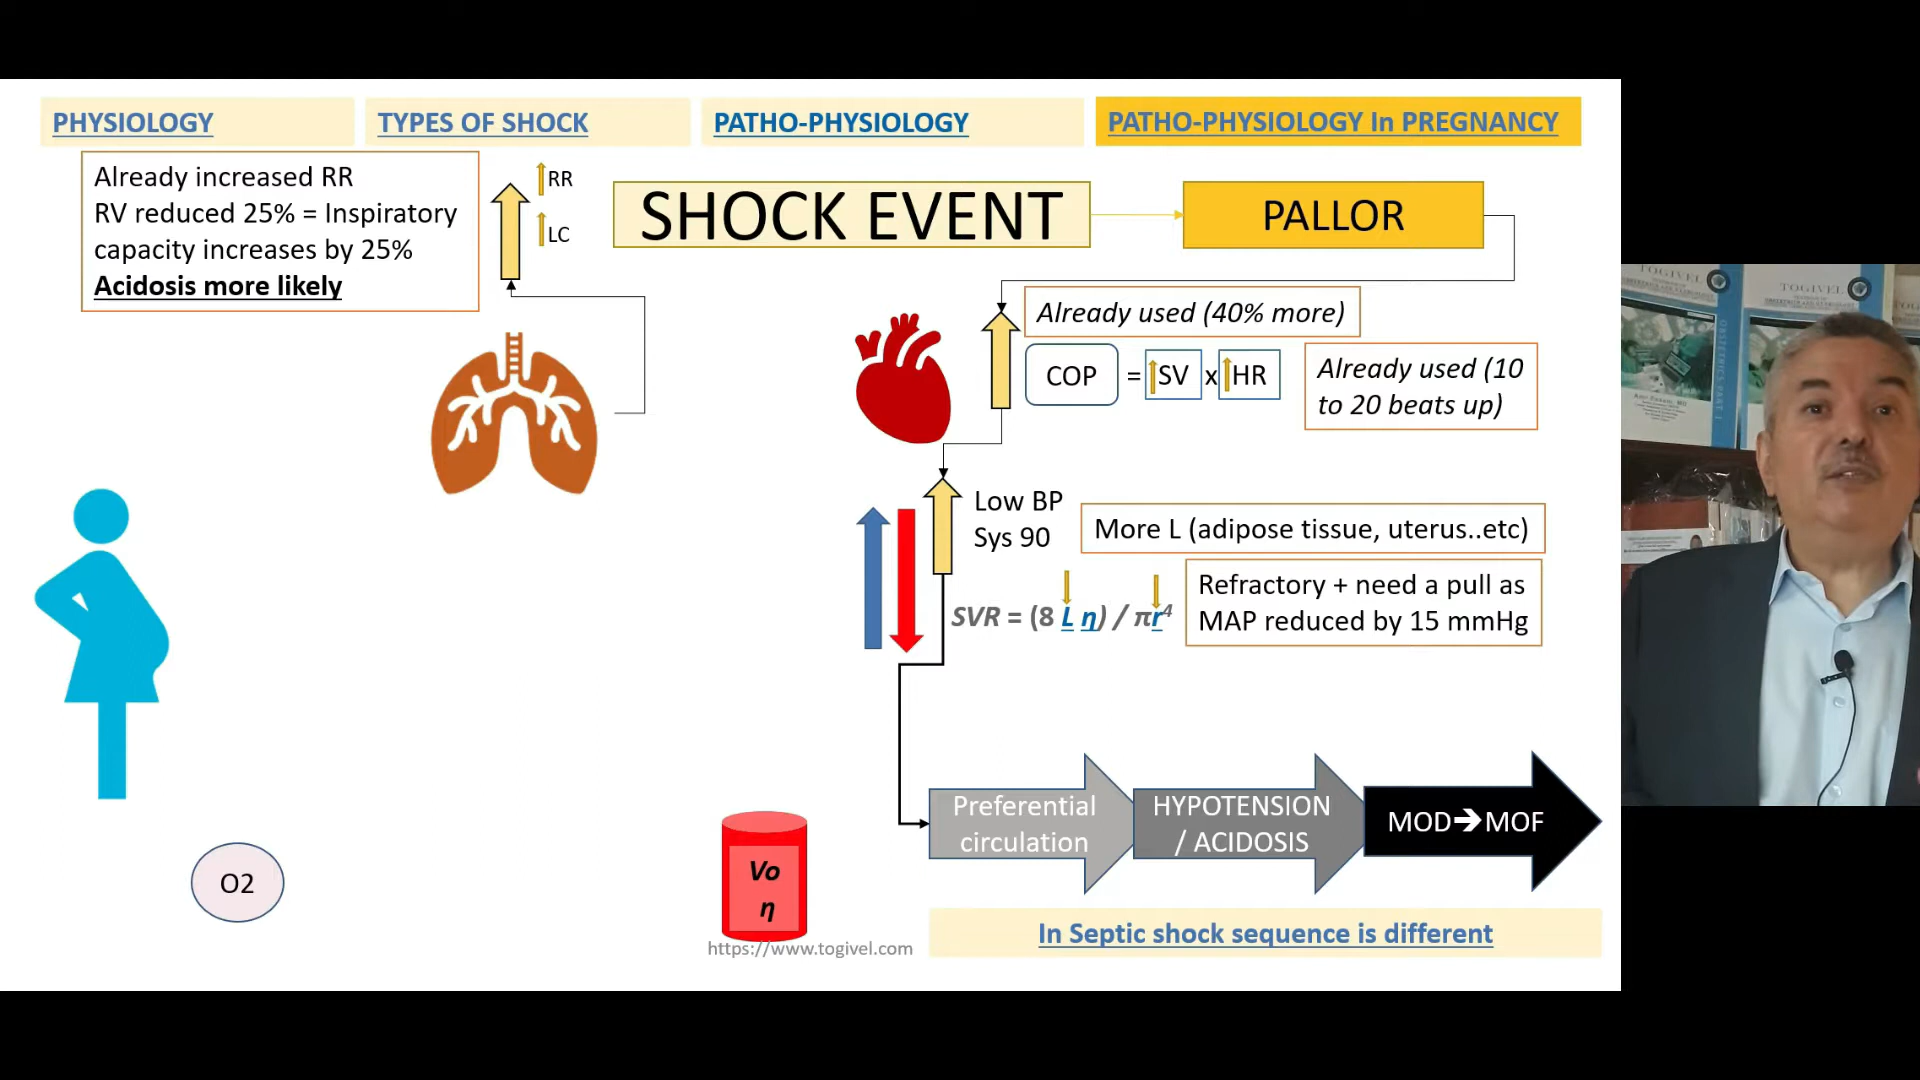 PHYSIOLOGY
TYPES OF SHOCK
PATHO-PHYSIOLOGY
PATHO-PHYSIOLOGY In PREGNANCY
Already increased RR
RV reduced 25% = Inspiratory
capacity increases by 25%
Acidosis more likely
RR
LC
SHOCK EVENT
PALLOR
Already used (40% more)
COP = SV x HR
Already used (10
to 20 beats up)
Low BP
Sys 90
More L (adipose tissue, uterus..etc)
SVR = (8 L η) / πr⁴
Refractory + need a pull as
MAP reduced by 15 mmHg
Preferential
circulation
HYPOTENSION
/ ACIDOSIS
MOD➔MOF
O2
Vo
η
https://www.togivel.com
In Septic shock sequence is different
TOGIVEL
TOGIVEL